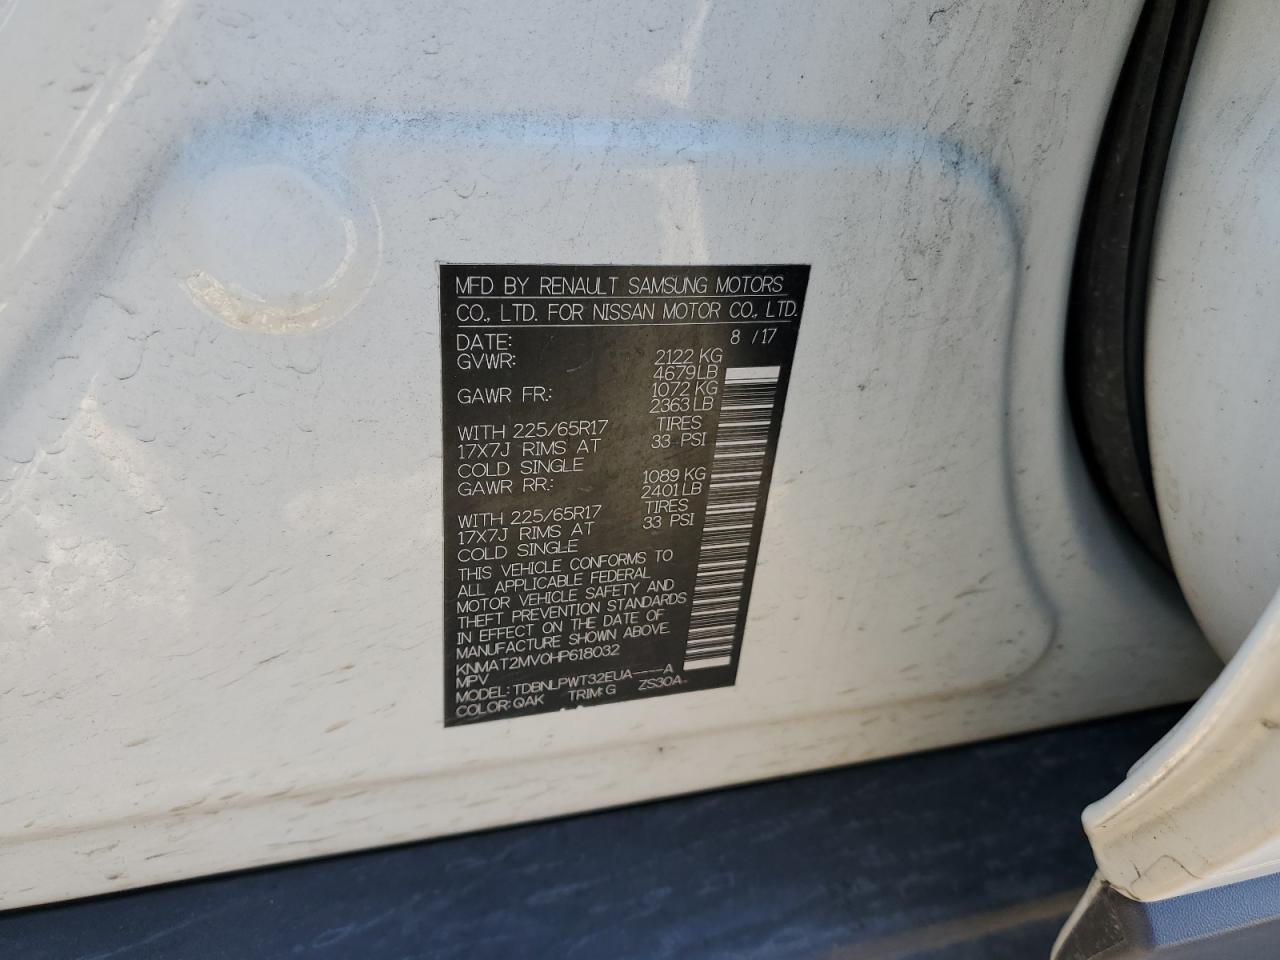 MFD BY RENAULT SAMSUNG MOTORS
CO., LTD. FOR NISSAN MOTOR CO., LTD.
DATE: 8 /17
GVWR: 2122 KG
4679 LB
GAWR FR: 1072 KG
2363 LB
WITH 225/65R17 TIRES
17X7J RIMS AT 33 PSI
COLD SINGLE
GAWR RR: 1089 KG
2401 LB
WITH 225/65R17 TIRES
17X7J RIMS AT 33 PSI
COLD SINGLE
THIS VEHICLE CONFORMS TO
ALL APPLICABLE FEDERAL
MOTOR VEHICLE SAFETY AND
THEFT PREVENTION STANDARDS
IN EFFECT ON THE DATE OF
MANUFACTURE SHOWN ABOVE.
KNMAT2MV0HP618032
MPV
MODEL: TDBNLPWT32EUA----A
COLOR: QAK TRIM: G ZS30A-